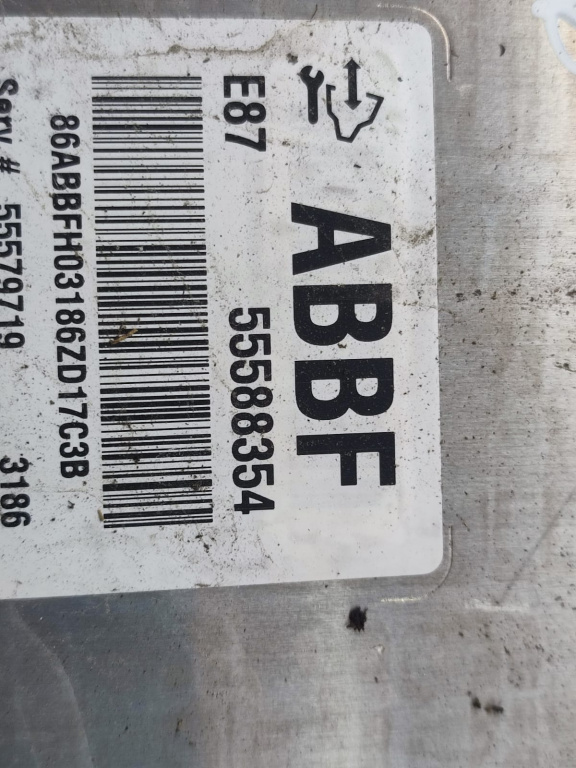 ABBF
E87 55588354
86ABBFH03186ZD17C3B
Serv # 55579719 3186